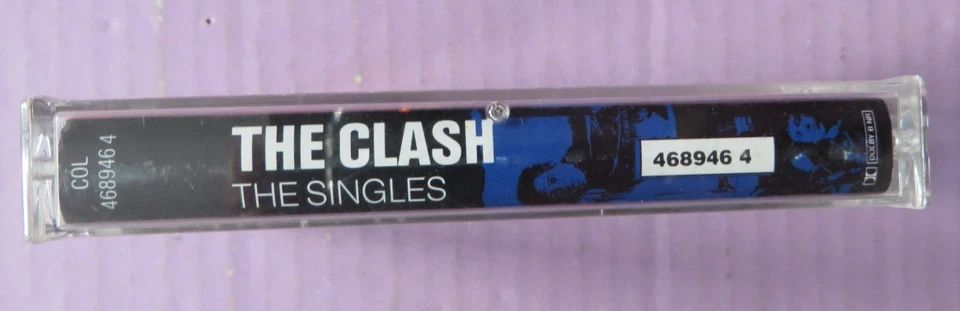 COL
468946 4
THE CLASH
THE SINGLES
468946 4
DOLBY B NR